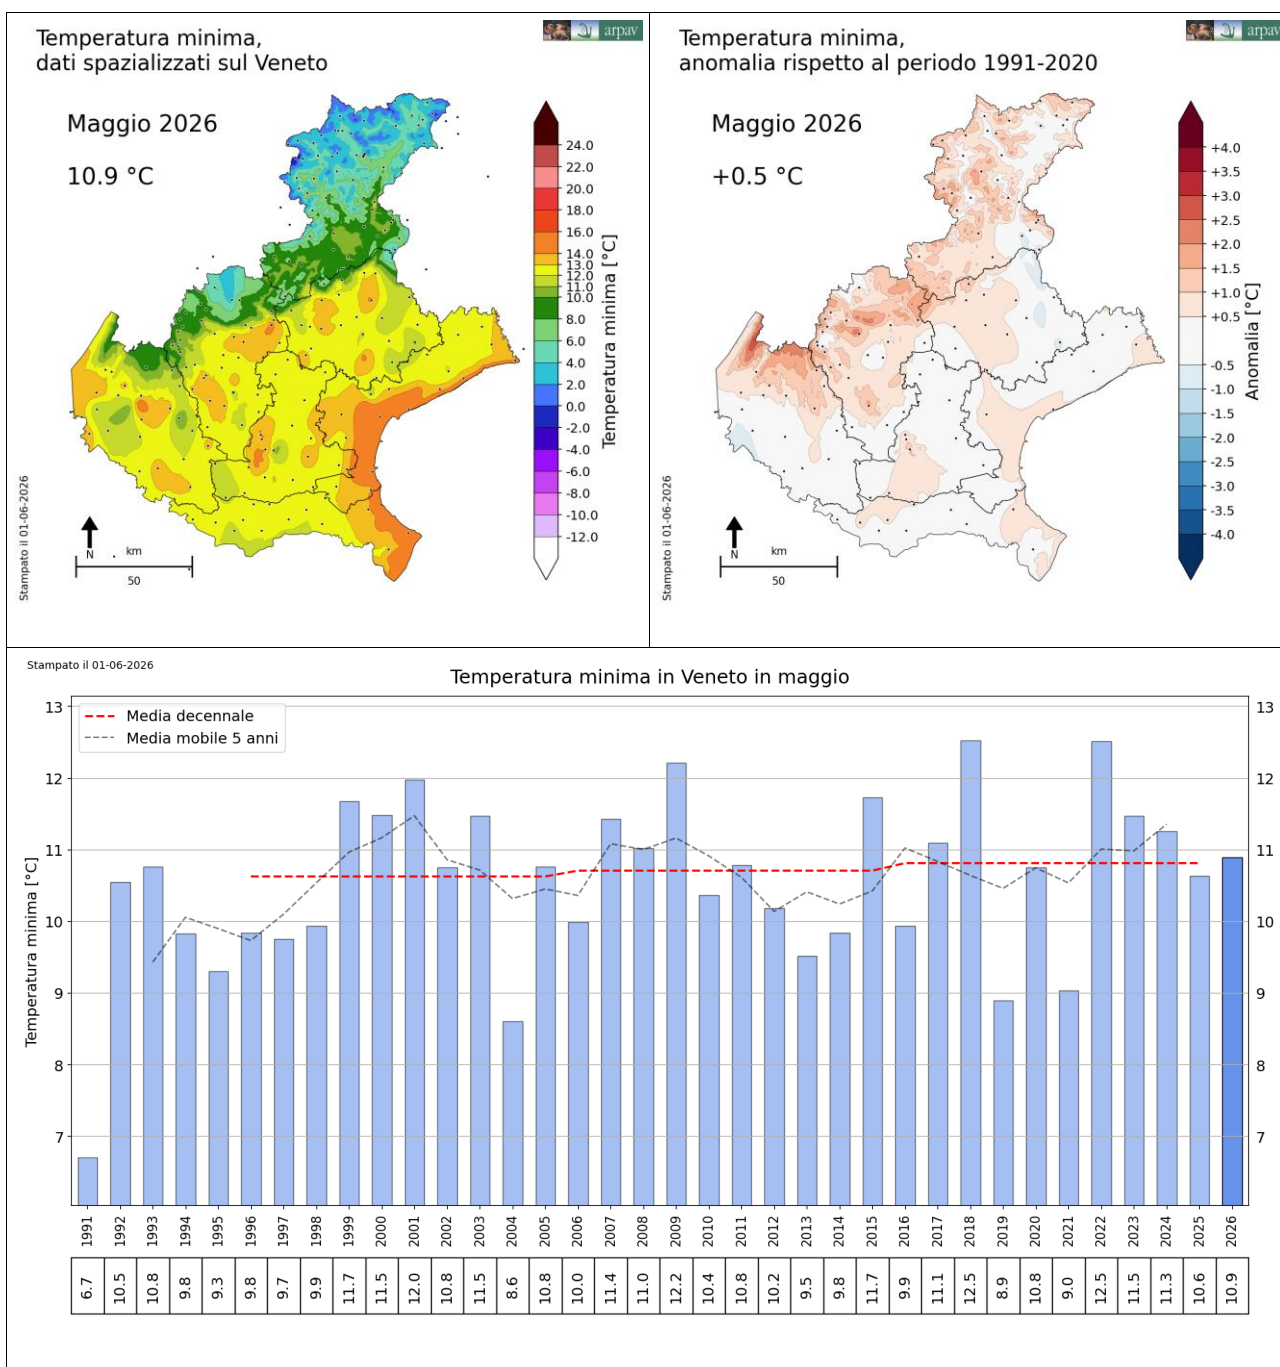 Temperatura minima,
dati spazializzati sul Veneto
arpav
Maggio 2026
10.9 °C
24.0
22.0
20.0
18.0
16.0
14.0
13.0
12.0
11.0
10.0
8.0
6.0
4.0
2.0
0.0
-2.0
-4.0
-6.0
-8.0
-10.0
-12.0
Temperatura minima [°C]
Stampato il 01-06-2026
N
km
50
Temperatura minima,
anomalia rispetto al periodo 1991-2020
arpav
Maggio 2026
+0.5 °C
+4.0
+3.5
+3.0
+2.5
+2.0
+1.5
+1.0
+0.5
-0.5
-1.0
-1.5
-2.0
-2.5
-3.0
-3.5
-4.0
Anomalia [°C]
Stampato il 01-06-2026
N
km
50
Stampato il 01-06-2026
Temperatura minima in Veneto in maggio
Media decennale
Media mobile 5 anni
Temperatura minima [°C]
13 13
12 12
11 11
10 10
9 9
8 8
7 7
1991 1992 1993 1994 1995 1996 1997 1998 1999 2000 2001 2002 2003 2004 2005 2006 2007 2008 2009 2010 2011 2012 2013 2014 2015 2016 2017 2018 2019 2020 2021 2022 2023 2024 2025 2026
6.7 10.5 10.8 9.8 9.3 9.8 9.7 9.9 11.7 11.5 12.0 10.8 11.5 8.6 10.8 10.0 11.4 11.0 12.2 10.4 10.8 10.2 9.5 9.8 11.7 9.9 11.1 12.5 8.9 10.8 9.0 12.5 11.5 11.3 10.6 10.9